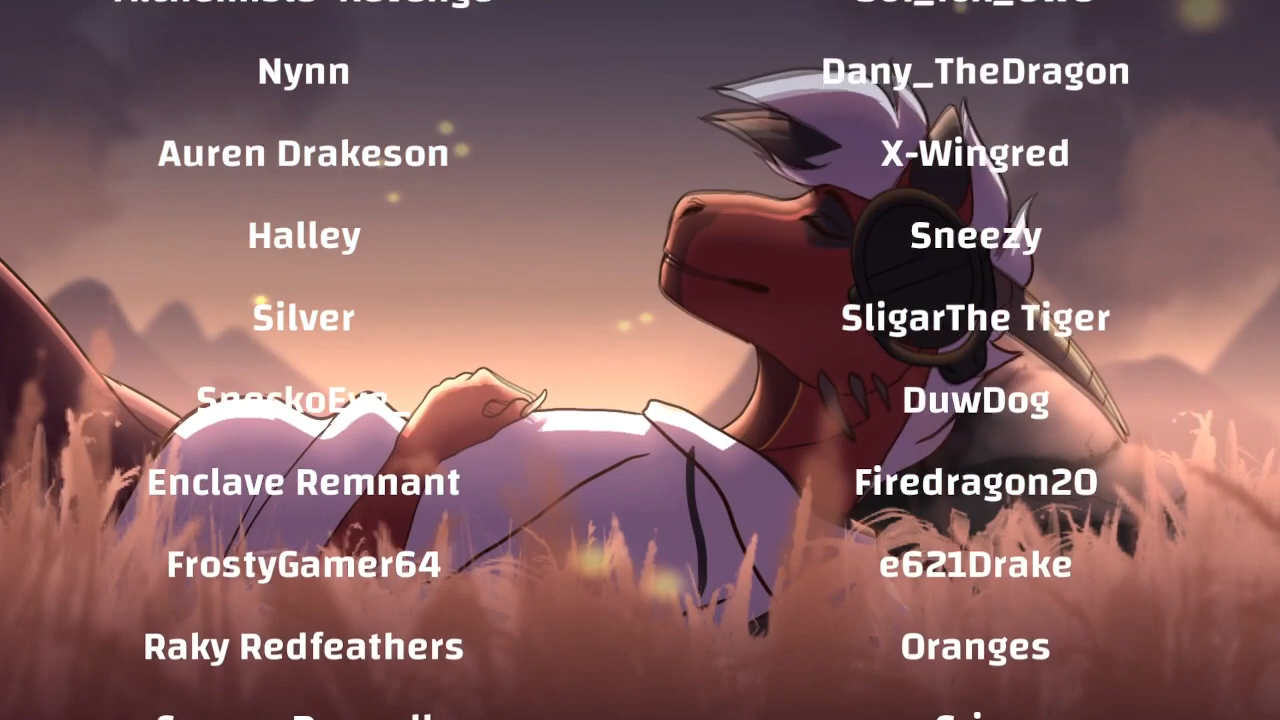 Nynn
Dany_TheDragon
Auren Drakeson
X-Wingred
Halley
Sneezy
Silver
SligarThe Tiger
DuwDog
Enclave Remnant
Firedragon20
FrostyGamer64
e621Drake
Raky Redfeathers
Oranges